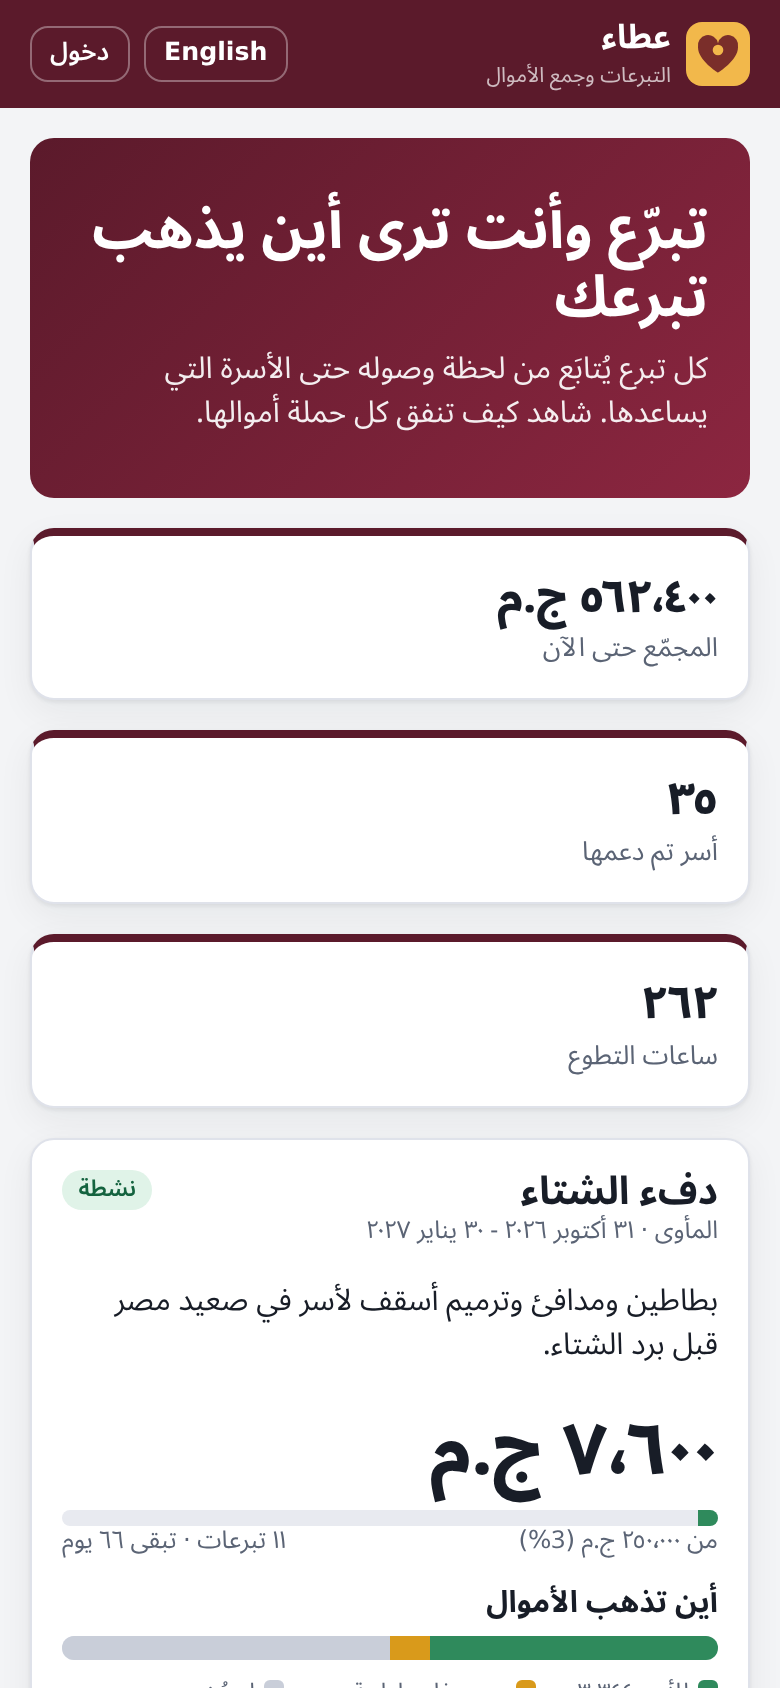 عطاء
التبرعات وجمع الأموال
English
دخول
تبرّع وأنت ترى أين يذهب
تبرعك
كل تبرع يُتابَع من لحظة وصوله حتى الأسرة التي
يساعدها. شاهد كيف تنفق كل حملة أموالها.
٥٦٢،٤٠٠ ج.م
المجمّع حتى الآن
٣٥
أسر تم دعمها
٢٦٢
ساعات التطوع
دفء الشتاء
نشطة
المأوى · ٣١ أكتوبر ٢٠٢٦ - ٣٠ يناير ٢٠٢٧
بطاطين ومدافئ وترميم أسقف لأسر في صعيد مصر
قبل برد الشتاء.
٧،٦٠٠ ج.م
من ٢٥٠،٠٠٠ ج.م (3%)
١١ تبرعات · تبقى ٦٦ يوم
أين تذهب الأموال